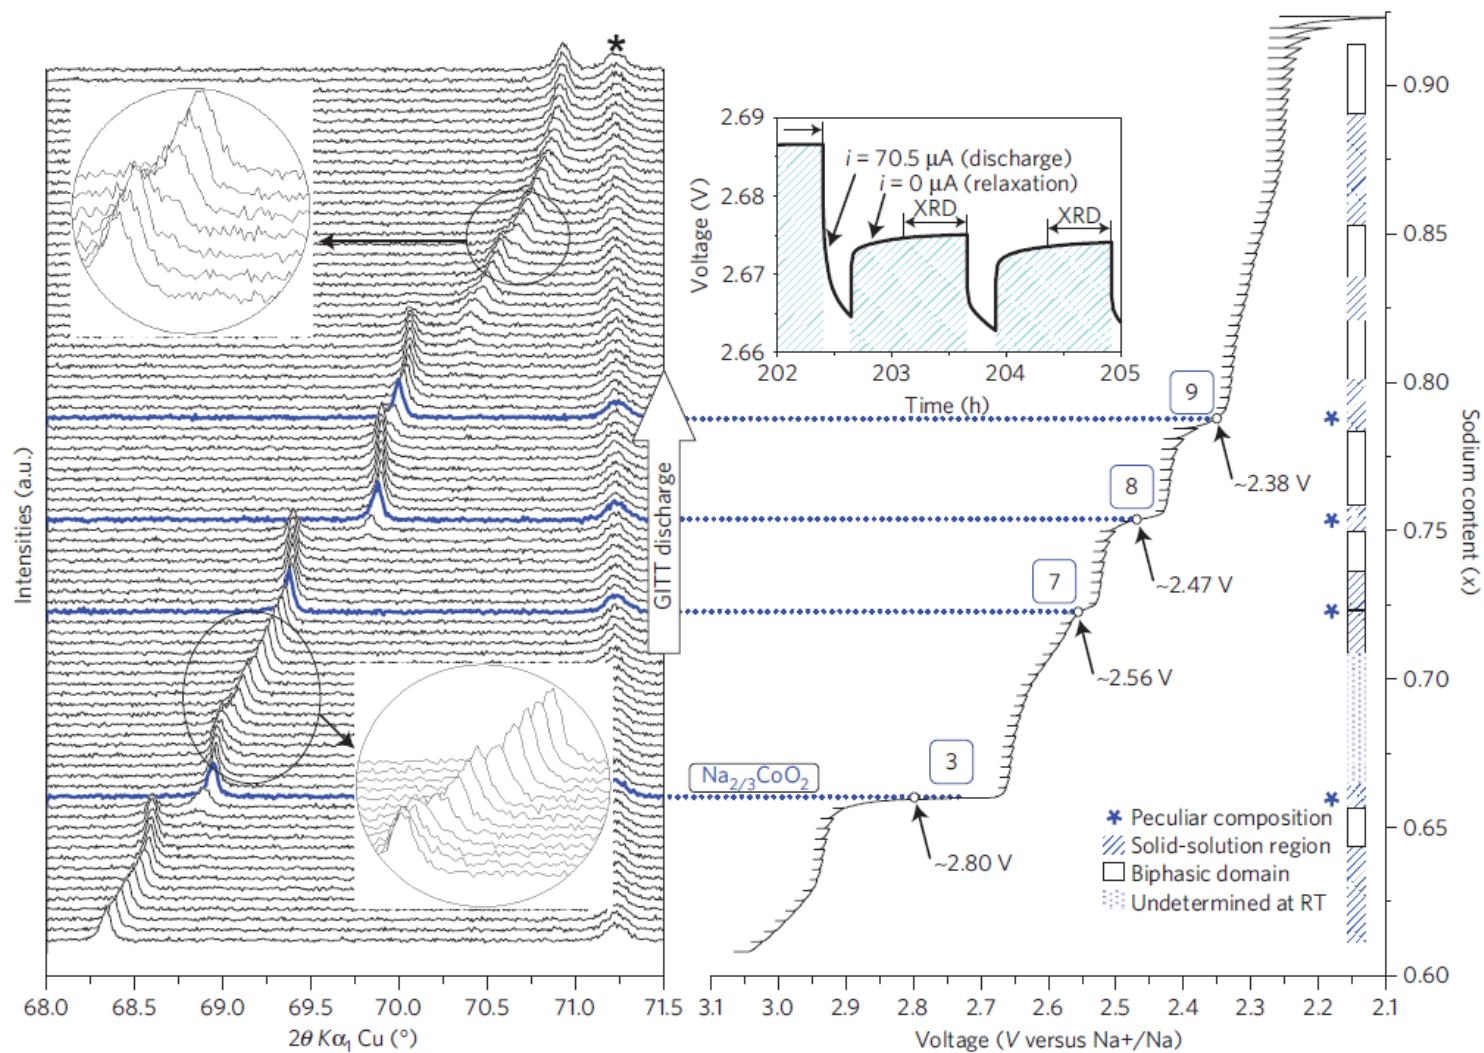 *
2.69
2.68
2.67
2.66
Voltage (V)
i = 70.5 μA (discharge)
i = 0 μA (relaxation)
XRD
XRD
202
203
204
205
Time (h)
Intensities (a.u.)
GITT discharge
9
~2.38 V
8
~2.47 V
7
~2.56 V
Na2/3CoO2
3
~2.80 V
* Peculiar composition
Solid-solution region
Biphasic domain
Undetermined at RT
*
*
*
*
0.90
0.85
0.80
0.75
0.70
0.65
0.60
Sodium content (x)
68.0
68.5
69.0
69.5
70.0
70.5
71.0
71.5
2θ Kα1 Cu (°)
3.1
3.0
2.9
2.8
2.7
2.6
2.5
2.4
2.3
2.2
2.1
Voltage (V versus Na+/Na)